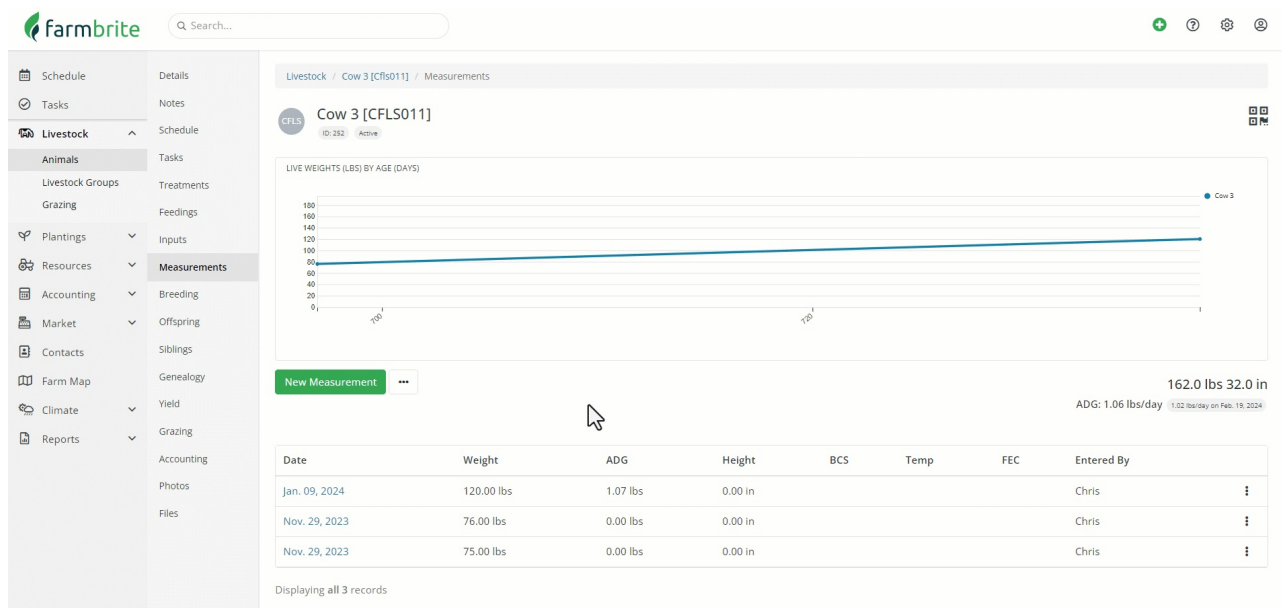 farmbrite
Search...
Schedule
Tasks
Livestock
Animals
Livestock Groups
Grazing
Plantings
Resources
Accounting
Market
Contacts
Farm Map
Climate
Reports
Details
Notes
Schedule
Tasks
Treatments
Feedings
Inputs
Measurements
Breeding
Offspring
Siblings
Genealogy
Yield
Grazing
Accounting
Photos
Files
Livestock / Cow 3 [Cfls011] / Measurements
CFLS
Cow 3 [CFLS011]
ID: 252 Active
LIVE WEIGHTS (LBS) BY AGE (DAYS)
180
160
140
120
100
80
60
40
20
0
700
720
Cow 3
New Measurement
162.0 lbs 32.0 in
ADG: 1.06 lbs/day 1.02 lbs/day on Feb. 19, 2024
Date Weight ADG Height BCS Temp FEC Entered By
Jan. 09, 2024 120.00 lbs 1.07 lbs 0.00 in Chris
Nov. 29, 2023 76.00 lbs 0.00 lbs 0.00 in Chris
Nov. 29, 2023 75.00 lbs 0.00 lbs 0.00 in Chris
Displaying all 3 records